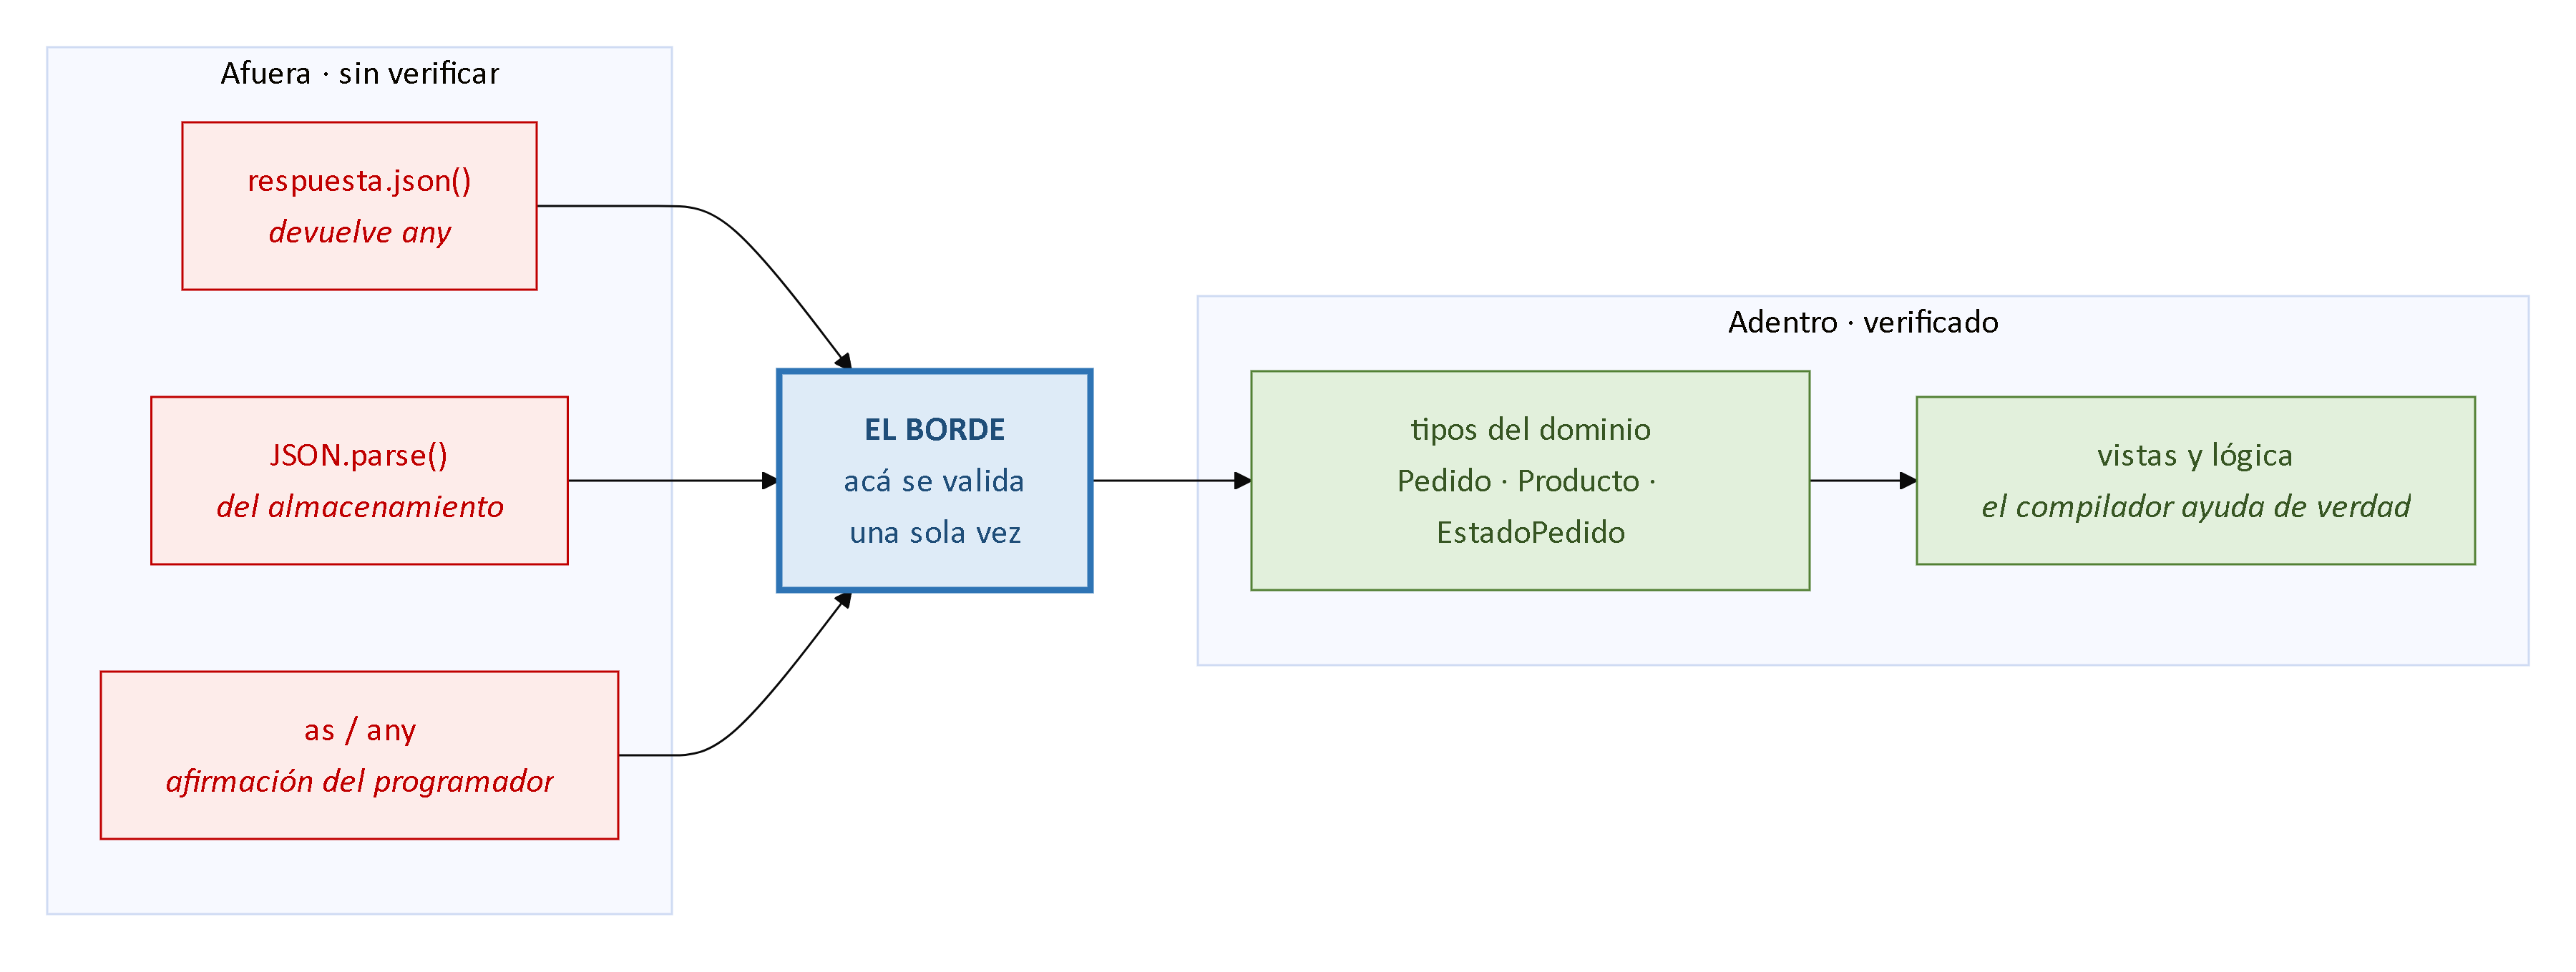 Afuera · sin verificar
respuesta.json()
devuelve any
JSON.parse()
del almacenamiento
as / any
afirmación del programador
EL BORDE
acá se valida
una sola vez
Adentro · verificado
tipos del dominio
Pedido · Producto ·
EstadoPedido
vistas y lógica
el compilador ayuda de verdad